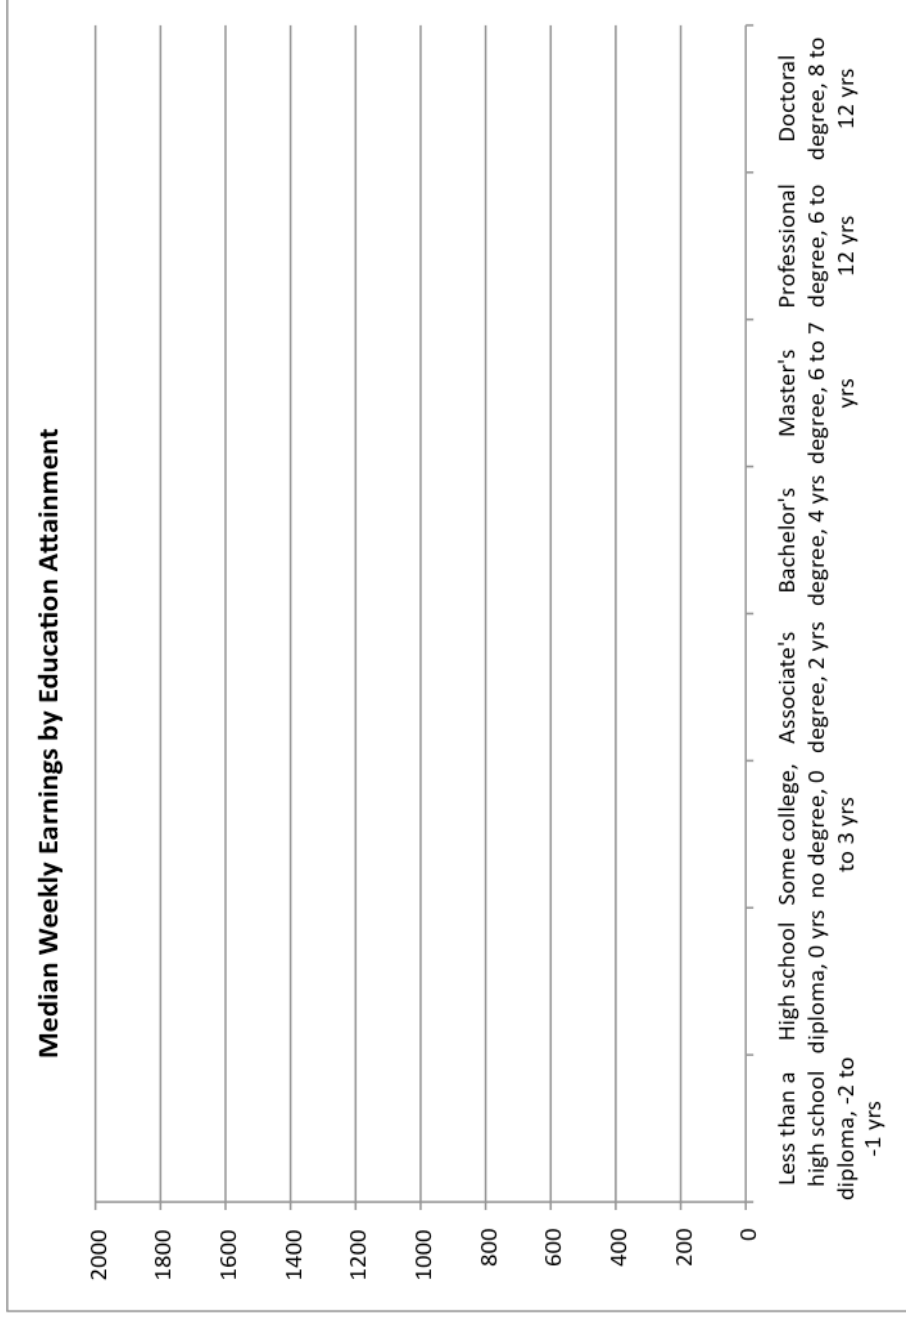 Median Weekly Earnings by Education Attainment
2000
1800
1600
1400
1200
1000
800
600
400
200
0
Less than a
high school
diploma, -2 to
-1 yrs
High school
diploma, 0 yrs
Some college,
no degree, 0
to 3 yrs
Associate's
degree, 2 yrs
Bachelor's
degree, 4 yrs
Master's
degree, 6 to 7
yrs
Professional
degree, 6 to
12 yrs
Doctoral
degree, 8 to
12 yrs